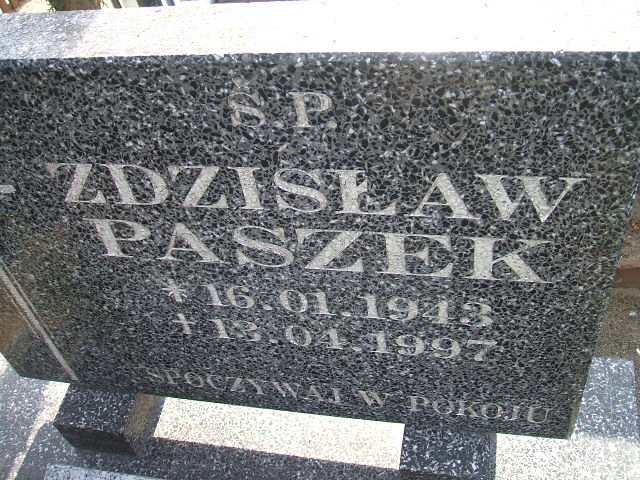 Ś.P.
ZDZISŁAW
PASZEK
* 16.01.1943
† 13.04.1997
SPOCZYWAJ W POKOJU